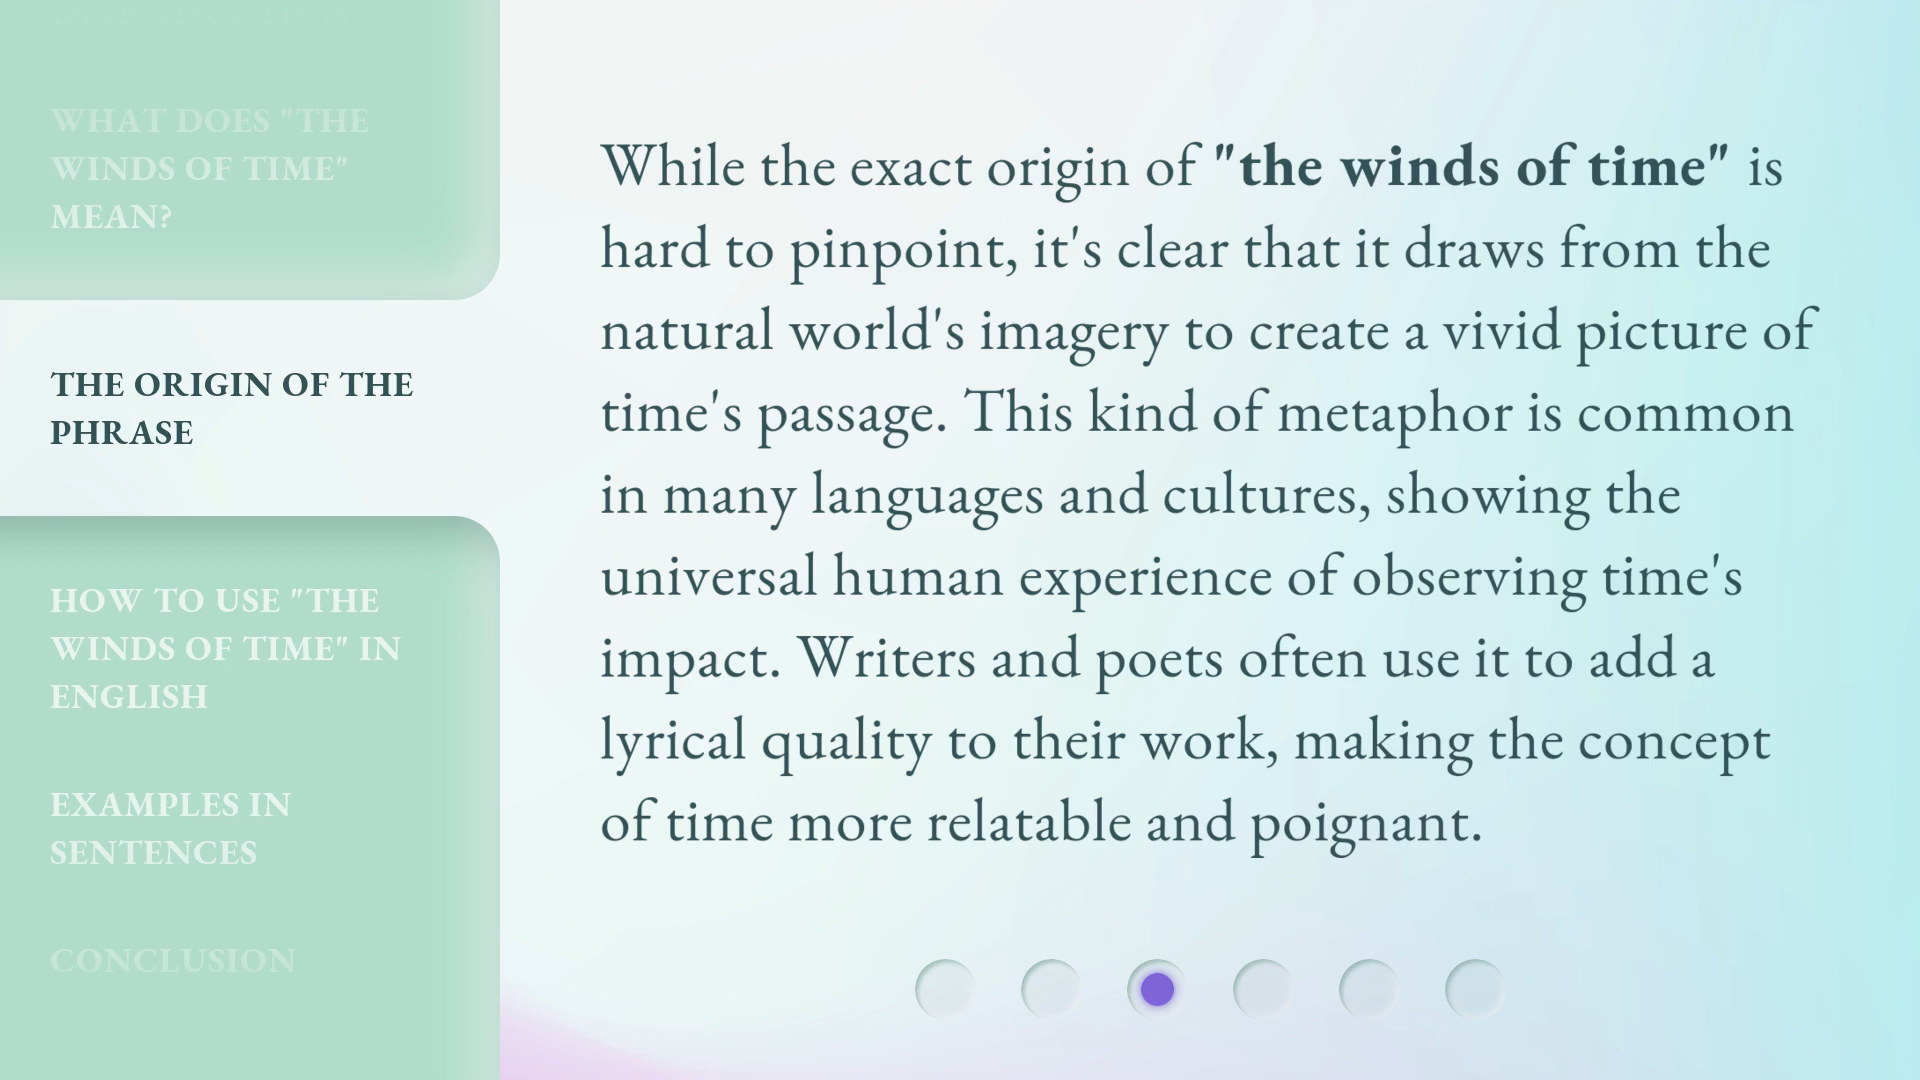 WHAT DOES "THE
WINDS OF TIME"
MEAN?
THE ORIGIN OF THE
PHRASE
HOW TO USE "THE
WINDS OF TIME" IN
ENGLISH
EXAMPLES IN
SENTENCES
CONCLUSION
While the exact origin of "the winds of time" is
hard to pinpoint, it's clear that it draws from the
natural world's imagery to create a vivid picture of
time's passage. This kind of metaphor is common
in many languages and cultures, showing the
universal human experience of observing time's
impact. Writers and poets often use it to add a
lyrical quality to their work, making the concept
of time more relatable and poignant.